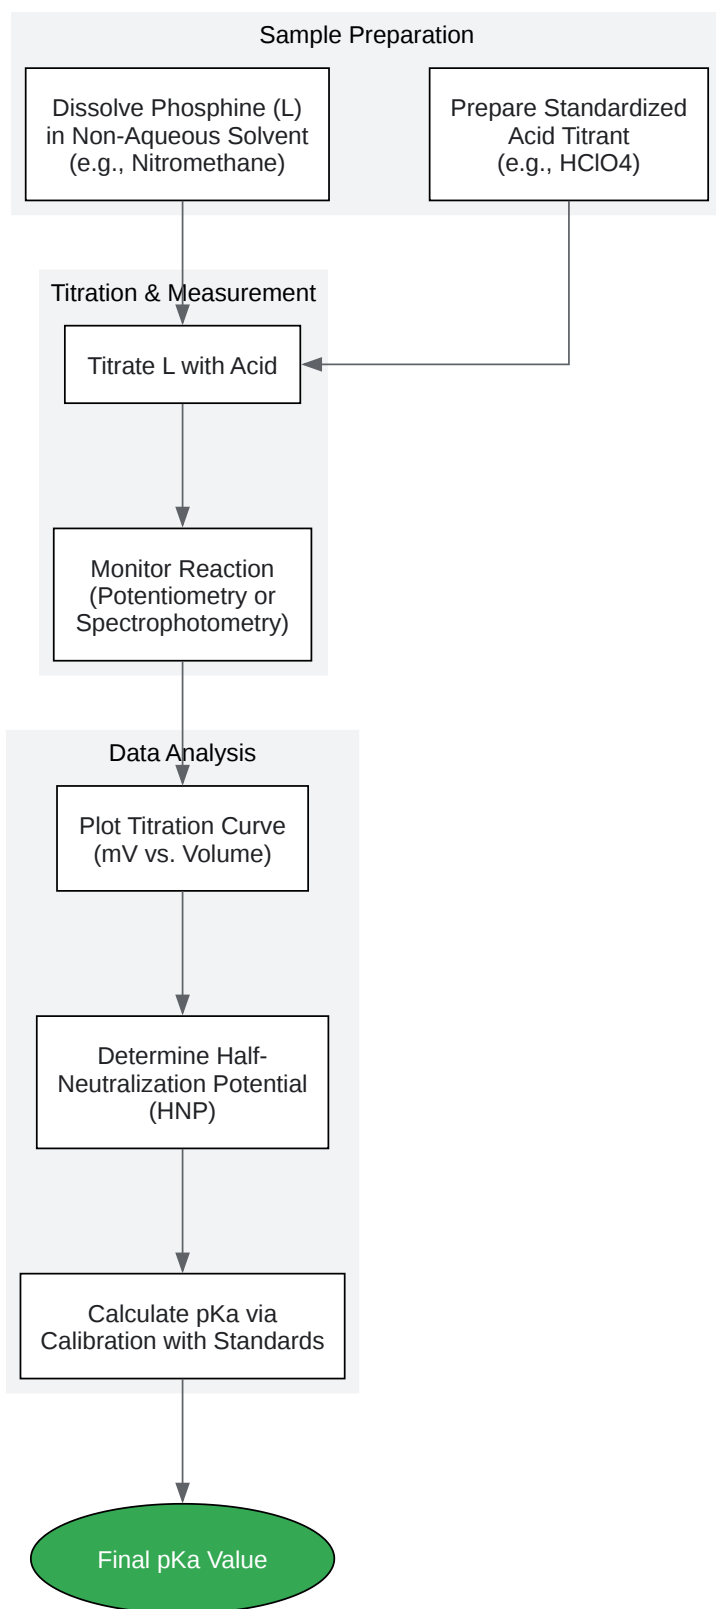 Sample Preparation
Dissolve Phosphine (L)
in Non-Aqueous Solvent
(e.g., Nitromethane)
Prepare Standardized
Acid Titrant
(e.g., HClO4)
Titration & Measurement
Titrate L with Acid
Monitor Reaction
(Potentiometry or
Spectrophotometry)
Data Analysis
Plot Titration Curve
(mV vs. Volume)
Determine Half-
Neutralization Potential
(HNP)
Calculate pKa via
Calibration with Standards
Final pKa Value